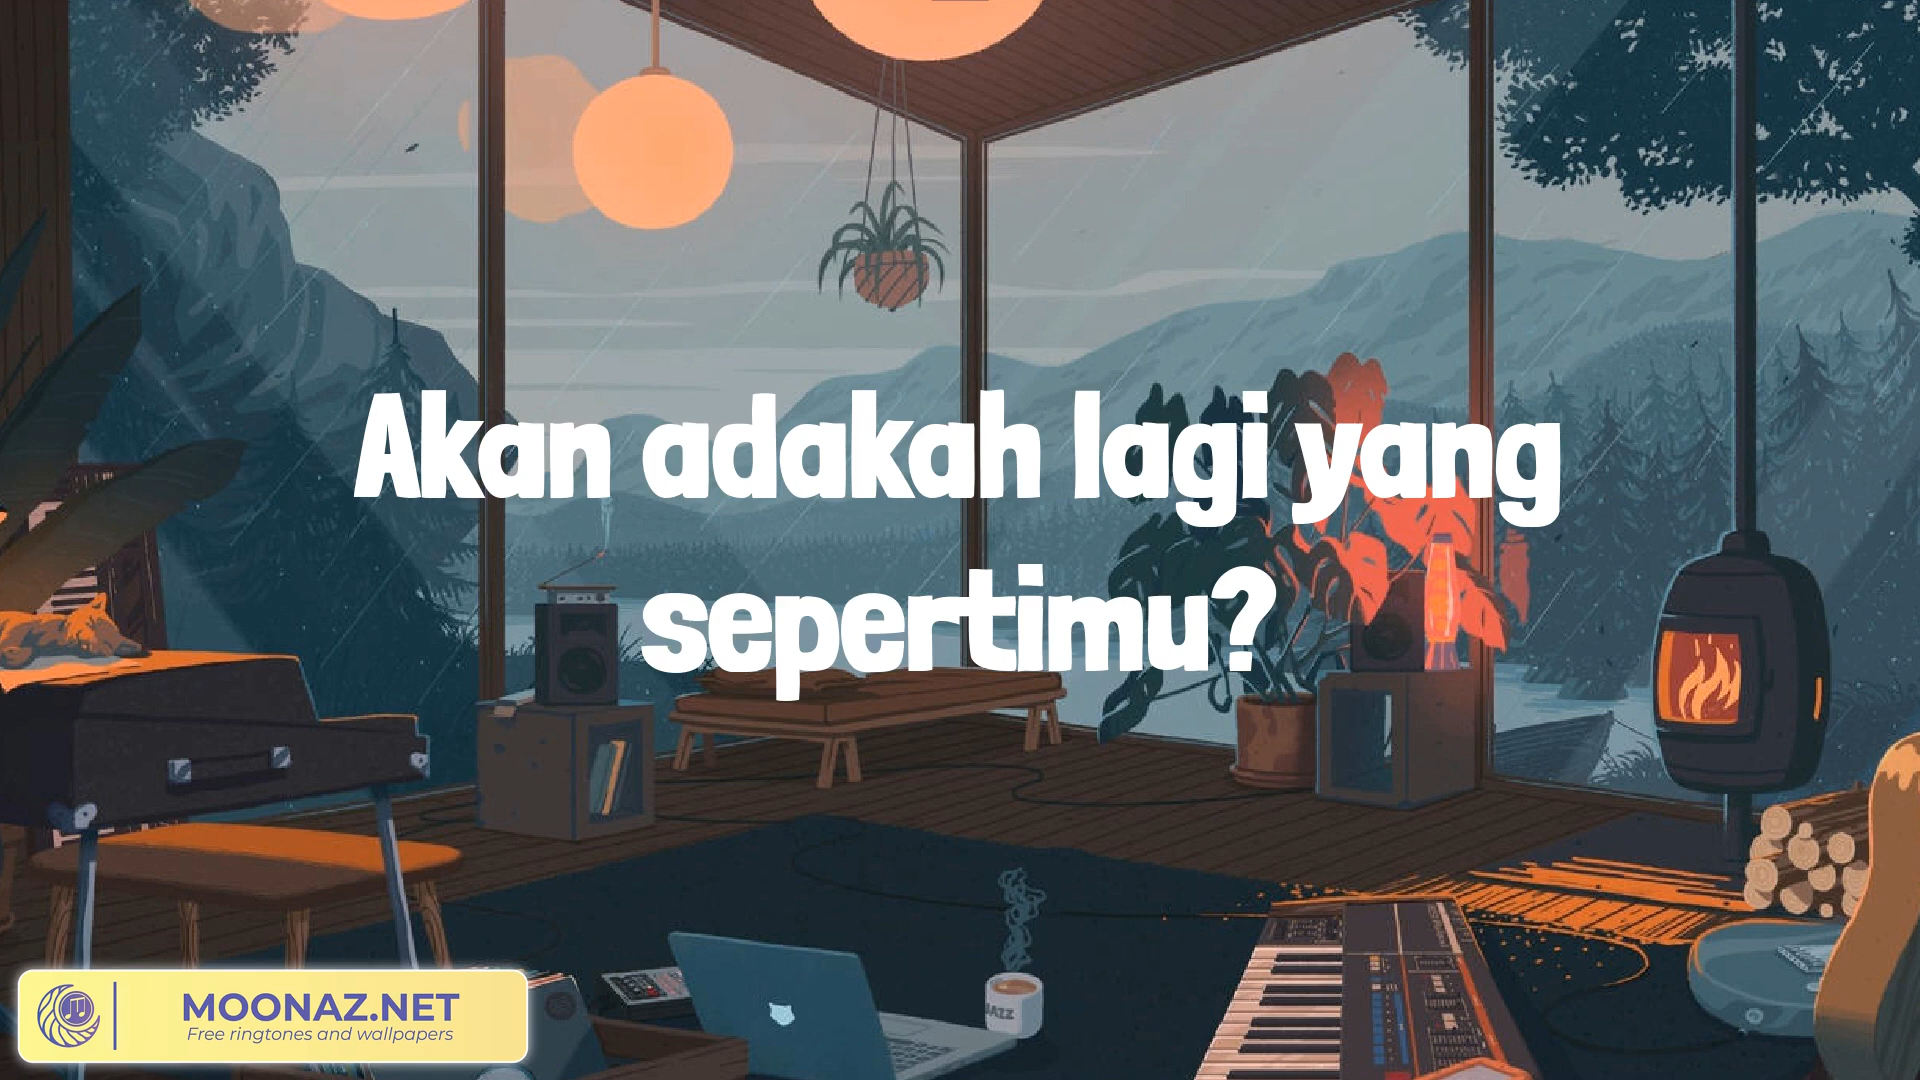 Akan adakah lagi yang
sepertimu?
JAZZ
MOONAZ.NET
Free ringtones and wallpapers